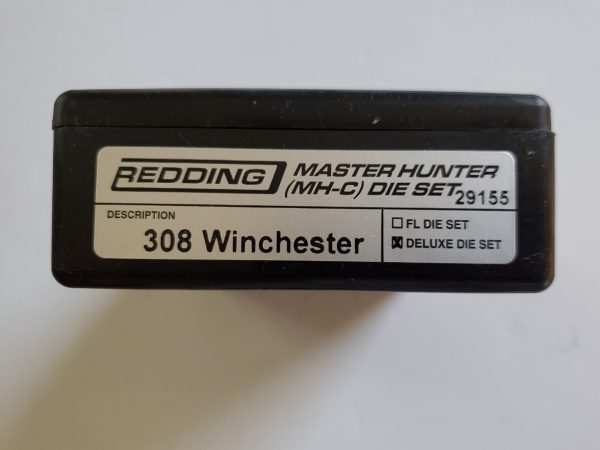 REDDING MASTER HUNTER
(MH-C) DIE SET 29155
DESCRIPTION
308 Winchester
FL DIE SET
DELUXE DIE SET